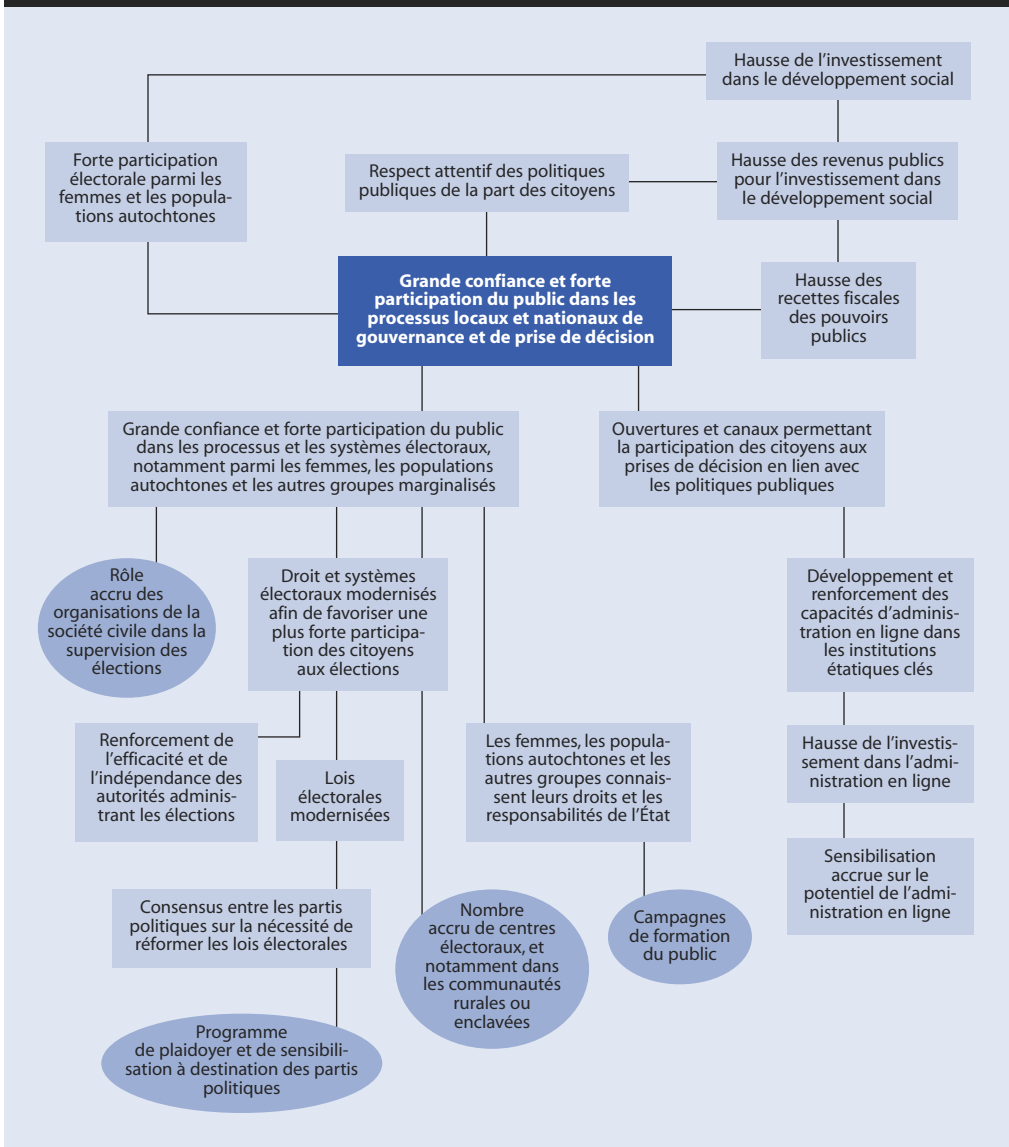 Hausse de l’investissement
dans le développement social
Forte participation
électorale parmi les
femmes et les popula-
tions autochtones
Respect attentif des politiques
publiques de la part des citoyens
Hausse des revenus publics
pour l’investissement dans
le développement social
Grande confiance et forte
participation du public dans les
processus locaux et nationaux de
gouvernance et de prise de décision
Hausse des
recettes fiscales
des pouvoirs
publics
Grande confiance et forte participation du public
dans les processus et les systèmes électoraux,
notamment parmi les femmes, les populations
autochtones et les autres groupes marginalisés
Ouvertures et canaux permettant
la participation des citoyens aux
prises de décision en lien avec
les politiques publiques
Rôle
accru des
organisations de la
société civile dans la
supervision des
élections
Droit et systèmes
électoraux modernisés
afin de favoriser une
plus forte participa-
tion des citoyens
aux élections
Développement et
renforcement des
capacités d’adminis-
tration en ligne dans
les institutions
étatiques clés
Renforcement de
l’efficacité et de
l’indépendance des
autorités adminis-
trant les élections
Lois
électorales
modernisées
Les femmes, les popula-
tions autochtones et les
autres groupes connais-
sent leurs droits et les
responsabilités de l’État
Hausse de l’investis-
sement dans l’admi-
nistration en ligne
Sensibilisation
accrue sur le
potentiel de l’admi-
nistration en ligne
Consensus entre les partis
politiques sur la nécessité de
réformer les lois électorales
Nombre
accru de centres
électoraux, et
notamment dans
les communautés
rurales ou
enclavées
Campagnes
de formation
du public
Programme
de plaidoyer et de sensibili-
sation à destination des partis
politiques